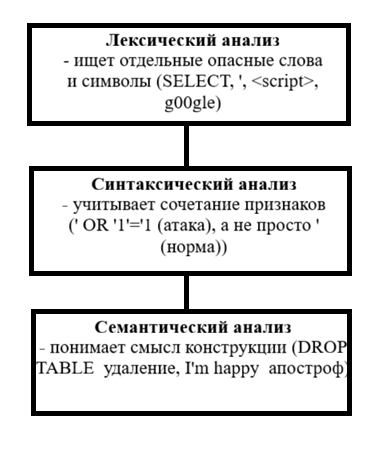 Лексический анализ
- ищет отдельные опасные слова
и символы (SELECT, ', <script>,
g00gle)
Синтаксический анализ
- учитывает сочетание признаков
(' OR '1'='1 (атака), а не просто '
(норма))
Семантический анализ
- понимает смысл конструкции (DROP
TABLE удаление, I'm happy апостроф)